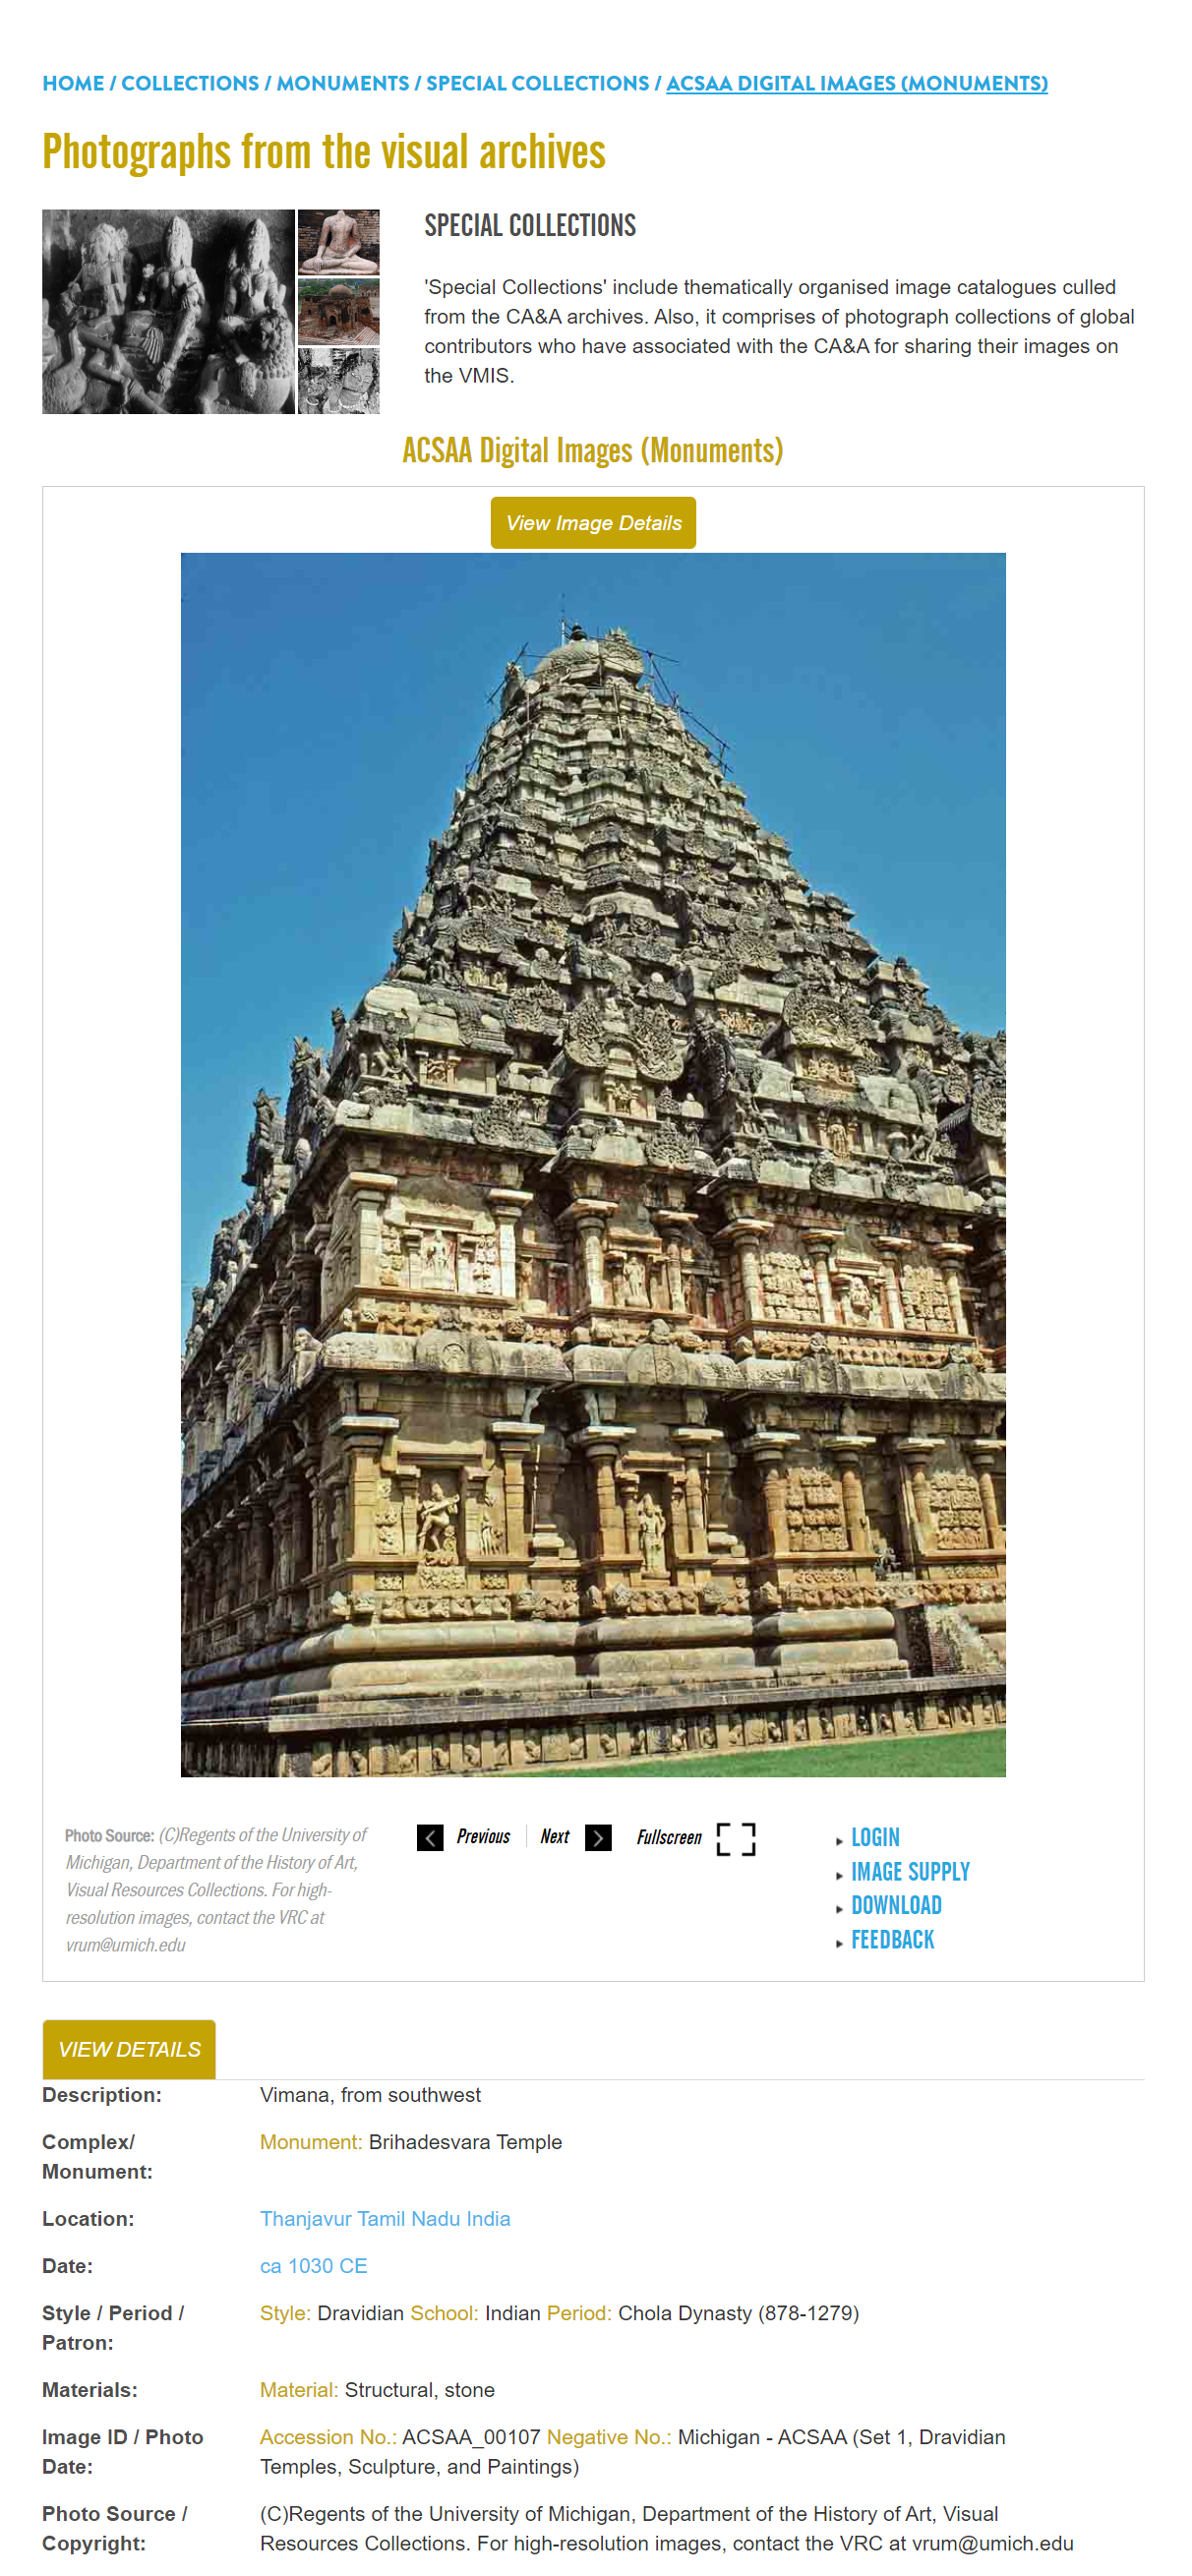 HOME / COLLECTIONS / MONUMENTS / SPECIAL COLLECTIONS / ACSAA DIGITAL IMAGES (MONUMENTS)
Photographs from the visual archives
SPECIAL COLLECTIONS
'Special Collections' include thematically organised image catalogues culled
from the CA&A archives. Also, it comprises of photograph collections of global
contributors who have associated with the CA&A for sharing their images on
the VMIS.
ACSAA Digital Images (Monuments)
View Image Details
Photo Source: (C)Regents of the University of
Michigan, Department of the History of Art,
Visual Resources Collections. For high-
resolution images, contact the VRC at
vrum@umich.edu
Previous Next Fullscreen
LOGIN
IMAGE SUPPLY
DOWNLOAD
FEEDBACK
VIEW DETAILS
Description: Vimana, from southwest
Complex/ Monument: Brihadesvara Temple
Monument:
Location: Thanjavur Tamil Nadu India
Date: ca 1030 CE
Style / Period / Style: Dravidian School: Indian Period: Chola Dynasty (878-1279)
Patron:
Materials: Material: Structural, stone
Image ID / Photo Accession No.: ACSAA_00107 Negative No.: Michigan - ACSAA (Set 1, Dravidian
Date: Temples, Sculpture, and Paintings)
Photo Source / (C)Regents of the University of Michigan, Department of the History of Art, Visual
Copyright: Resources Collections. For high-resolution images, contact the VRC at vrum@umich.edu